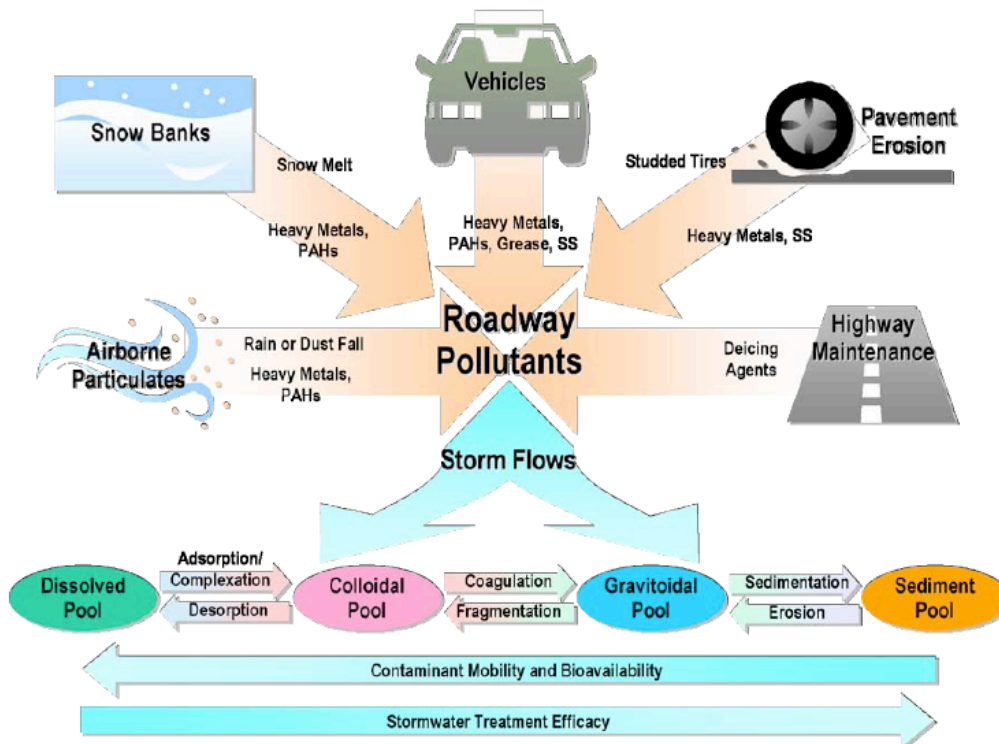 Vehicles
Snow Banks
Pavement
Erosion
Snow Melt
Studded Tires
Heavy Metals,
PAHs
Heavy Metals,
PAHs, Grease, SS
Heavy Metals, SS
Airborne
Particulates
Rain or Dust Fall
Heavy Metals,
PAHs
Roadway
Pollutants
Deicing
Agents
Highway
Maintenance
Storm Flows
Dissolved
Pool
Adsorption/
Complexation
Desorption
Colloidal
Pool
Coagulation
Fragmentation
Gravitoidal
Pool
Sedimentation
Erosion
Sediment
Pool
Contaminant Mobility and Bioavailability
Stormwater Treatment Efficacy